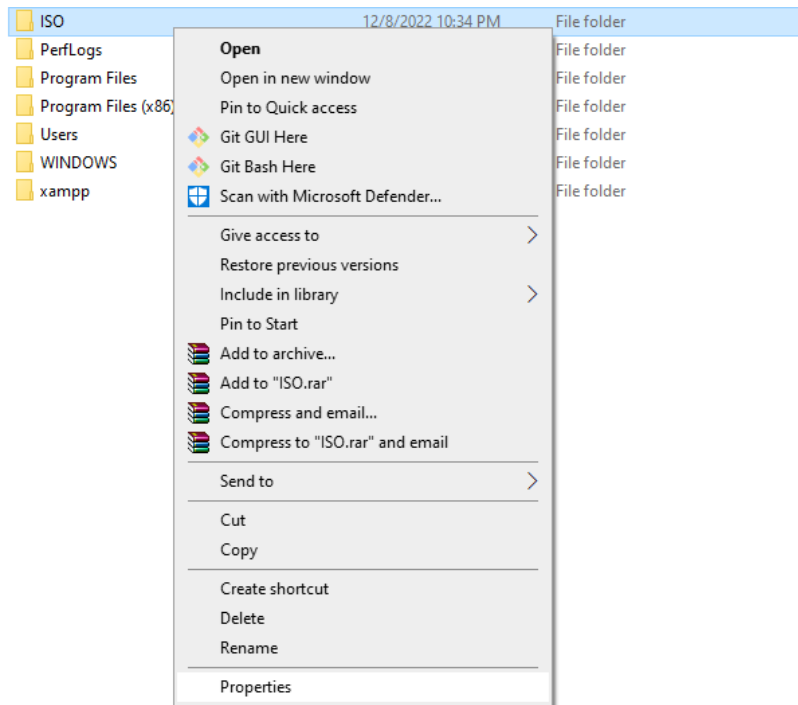 ISO 12/8/2022 10:34 PM File folder
PerfLogs File folder
Program Files File folder
Program Files (x86) File folder
Users File folder
WINDOWS File folder
xampp File folder
Open
Open in new window
Pin to Quick access
Git GUI Here
Git Bash Here
Scan with Microsoft Defender...
Give access to
Restore previous versions
Include in library
Pin to Start
Add to archive...
Add to "ISO.rar"
Compress and email...
Compress to "ISO.rar" and email
Send to
Cut
Copy
Create shortcut
Delete
Rename
Properties